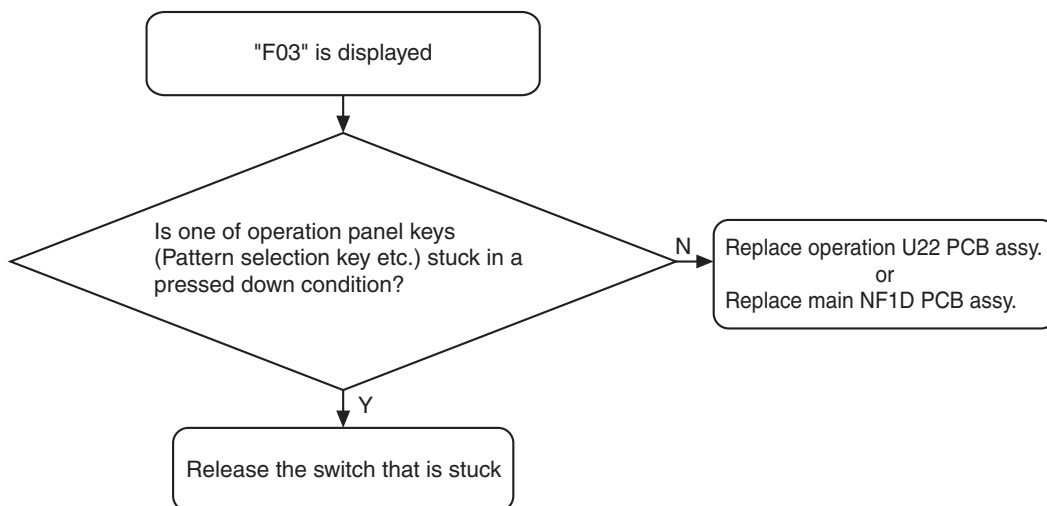 "F03" is displayed
Is one of operation panel keys
(Pattern selection key etc.) stuck in a
pressed down condition?
N
Replace operation U22 PCB assy.
or
Replace main NF1D PCB assy.
Y
Release the switch that is stuck